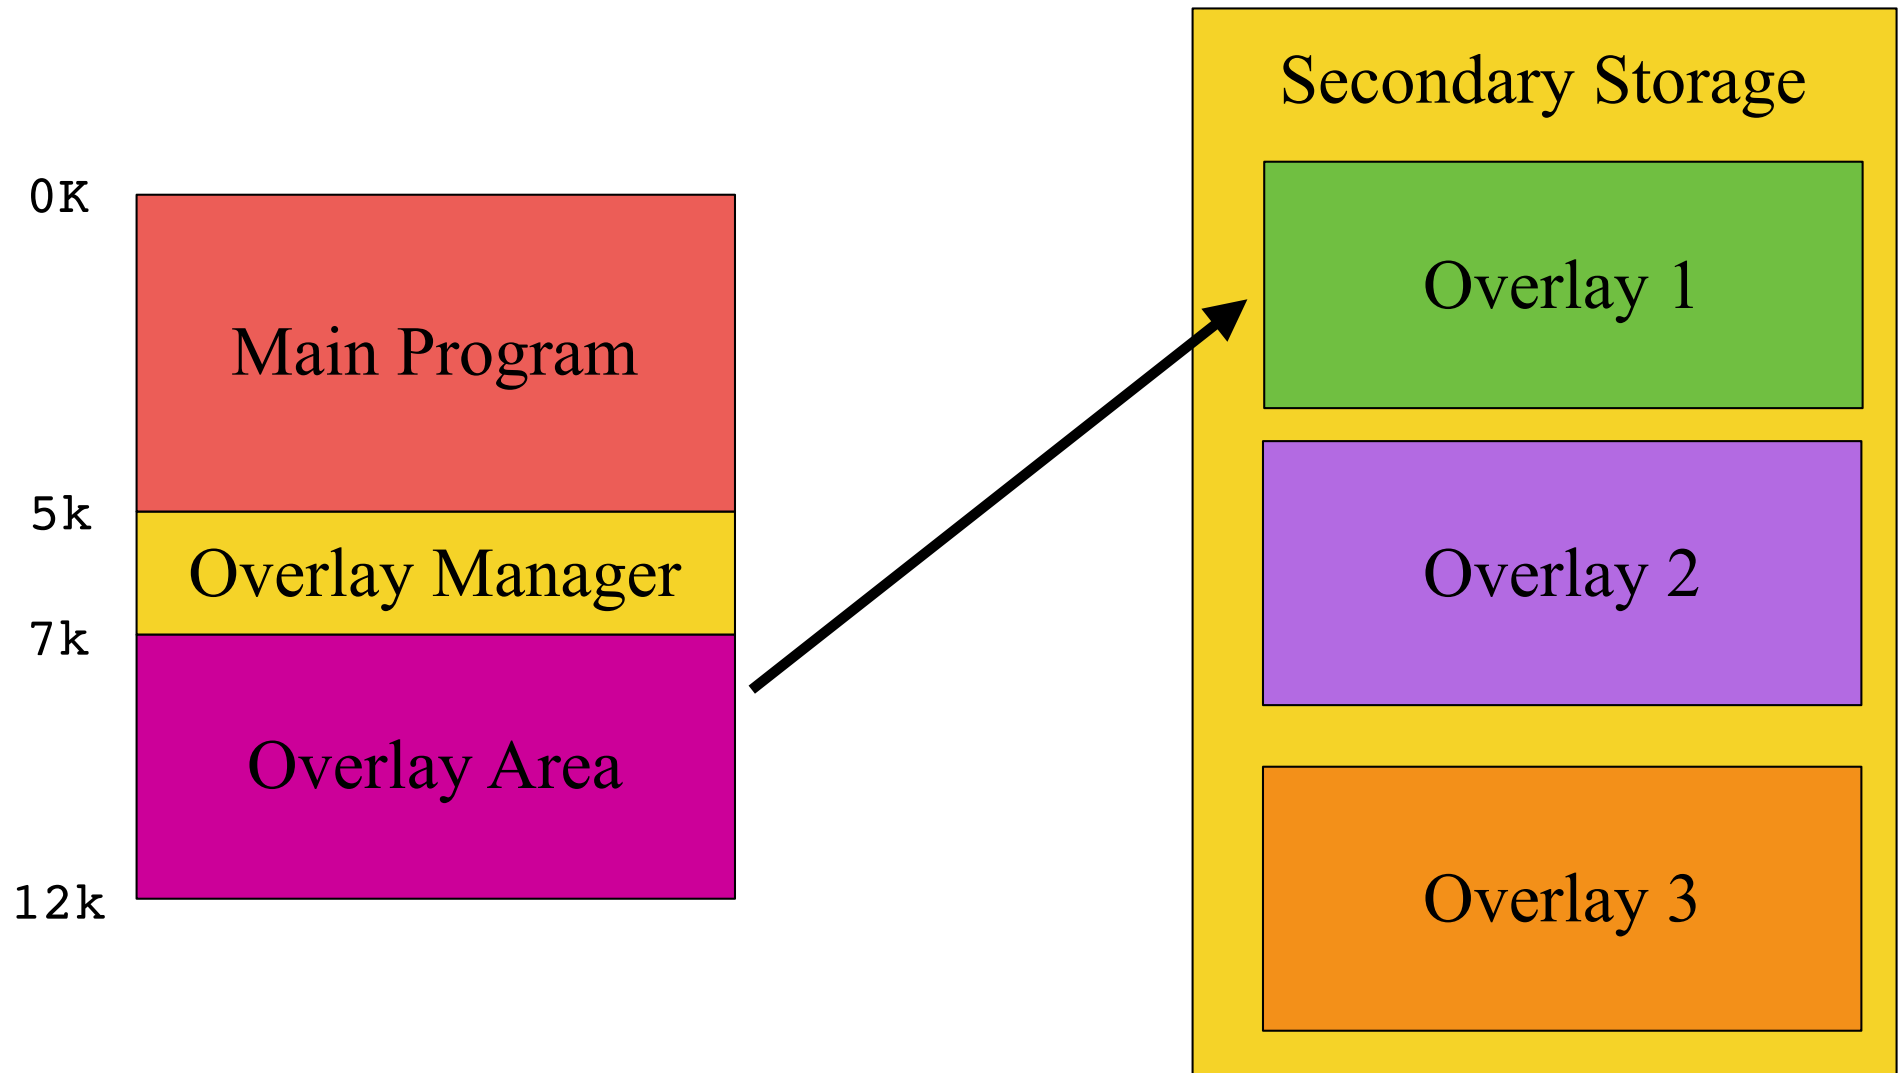 0K
Main Program
5k
Overlay Manager
7k
Overlay Area
12k
Secondary Storage
Overlay 1
Overlay 2
Overlay 3